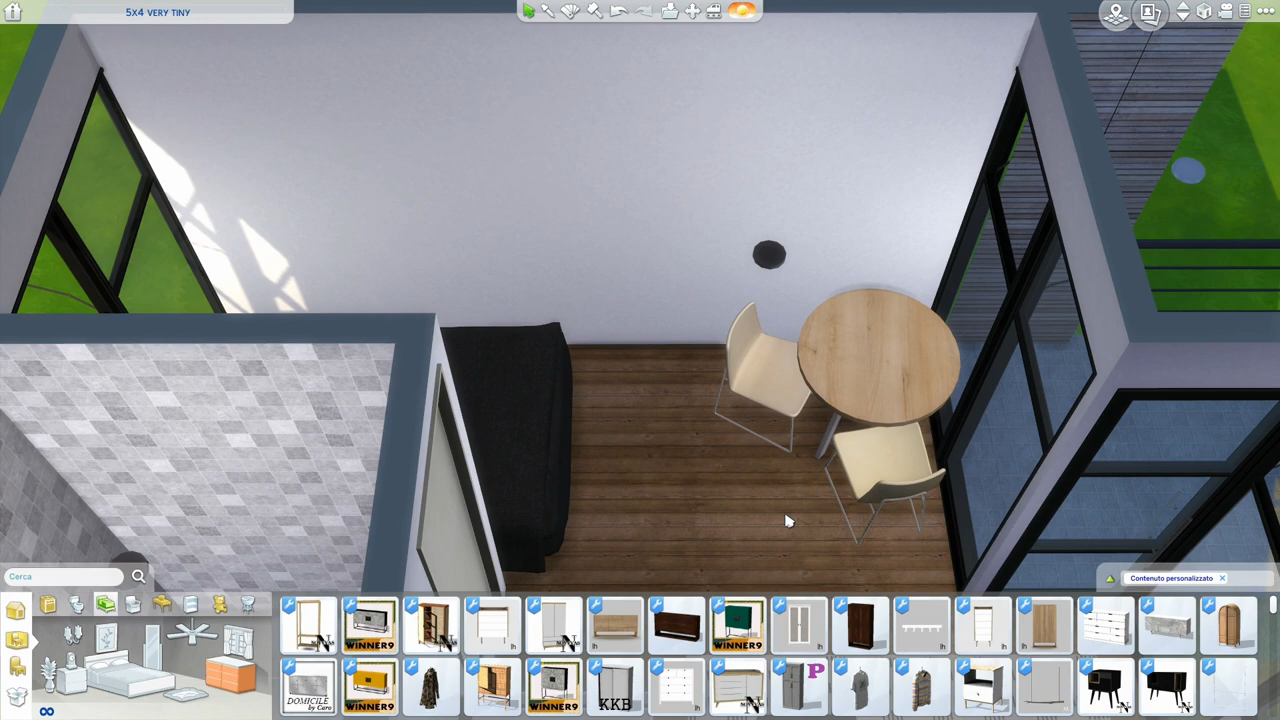 5X4 VERY TINY
Contenuto personalizzato
Cerca
WINNER9
N
N
h
N
h
WINNER9
h
h
h
h
DOMICILE
by Caro
WINNER9
WINNER9
KKB
h
N
P
N
N